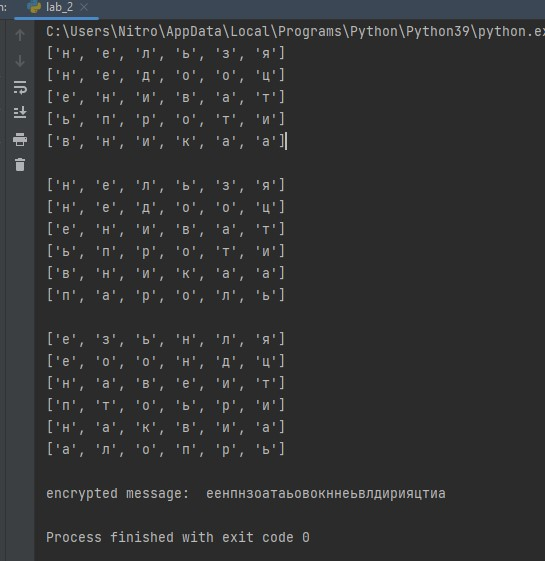 n: lab_2
C:\Users\Nitro\AppData\Local\Programs\Python\Python39\python.ex
['н', 'е', 'л', 'ь', 'з', 'я']
['н', 'е', 'д', 'о', 'о', 'ц']
['е', 'н', 'и', 'в', 'а', 'т']
['ь', 'п', 'р', 'о', 'т', 'и']
['в', 'н', 'и', 'к', 'а', 'а']
['н', 'е', 'л', 'ь', 'з', 'я']
['н', 'е', 'д', 'о', 'о', 'ц']
['е', 'н', 'и', 'в', 'а', 'т']
['ь', 'п', 'р', 'о', 'т', 'и']
['в', 'н', 'и', 'к', 'а', 'а']
['п', 'а', 'р', 'о', 'л', 'ь']
['е', 'з', 'ь', 'н', 'л', 'я']
['е', 'о', 'о', 'н', 'д', 'ц']
['н', 'а', 'в', 'е', 'и', 'т']
['п', 'т', 'о', 'ь', 'р', 'и']
['н', 'а', 'к', 'в', 'и', 'а']
['а', 'л', 'о', 'п', 'р', 'ь']
encrypted message:  еенпнзоатаьовокннеьвлдирияцтиа
Process finished with exit code 0